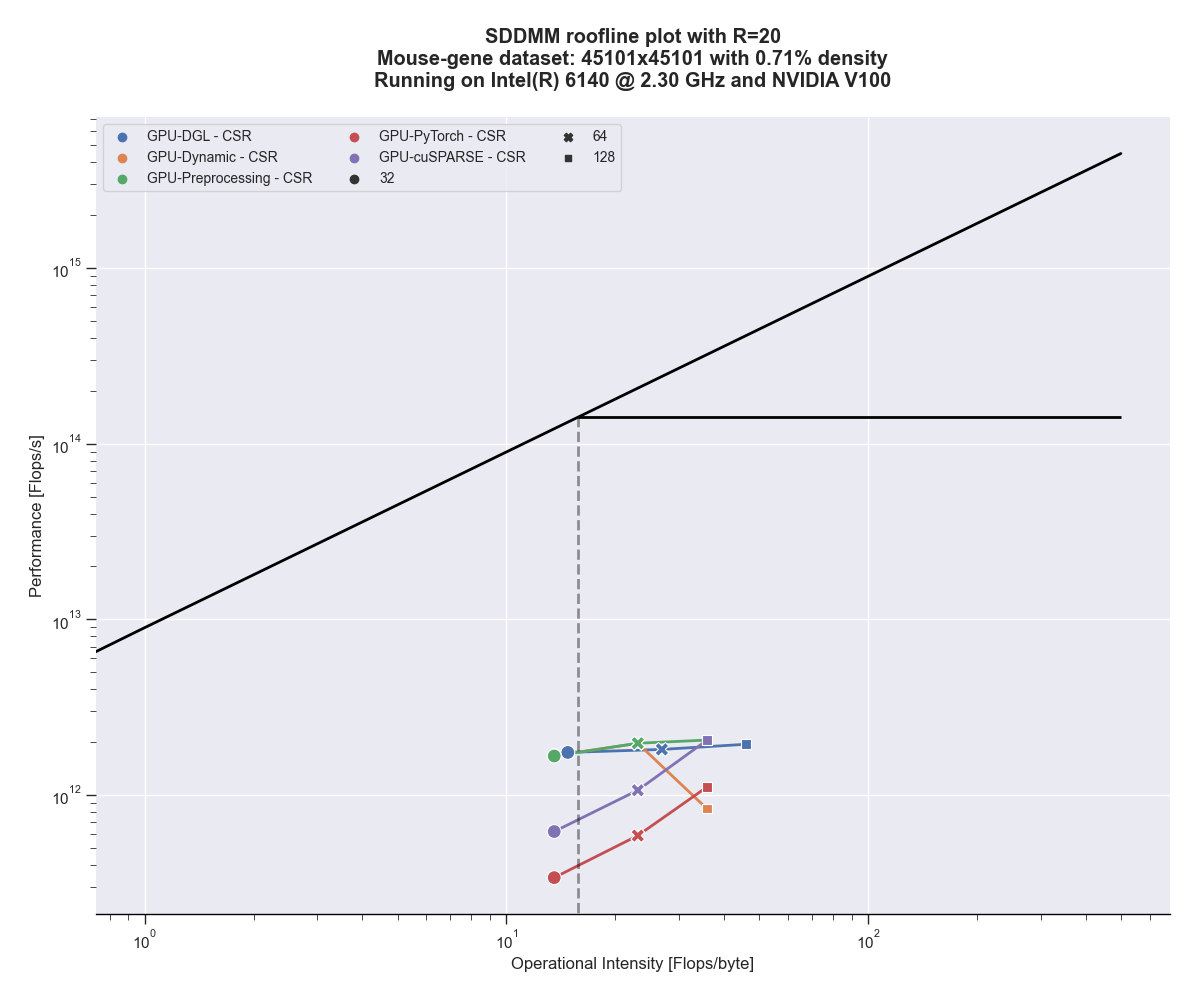 SDDMM roofline plot with R=20
Mouse-gene dataset: 45101x45101 with 0.71% density
Running on Intel(R) 6140 @ 2.30 GHz and NVIDIA V100
GPU-DGL - CSR
GPU-Dynamic - CSR
GPU-Preprocessing - CSR
GPU-PyTorch - CSR
GPU-cuSPARSE - CSR
32
64
128
Performance [Flops/s]
10^15
10^14
10^13
10^12
10^0
10^1
10^2
Operational Intensity [Flops/byte]